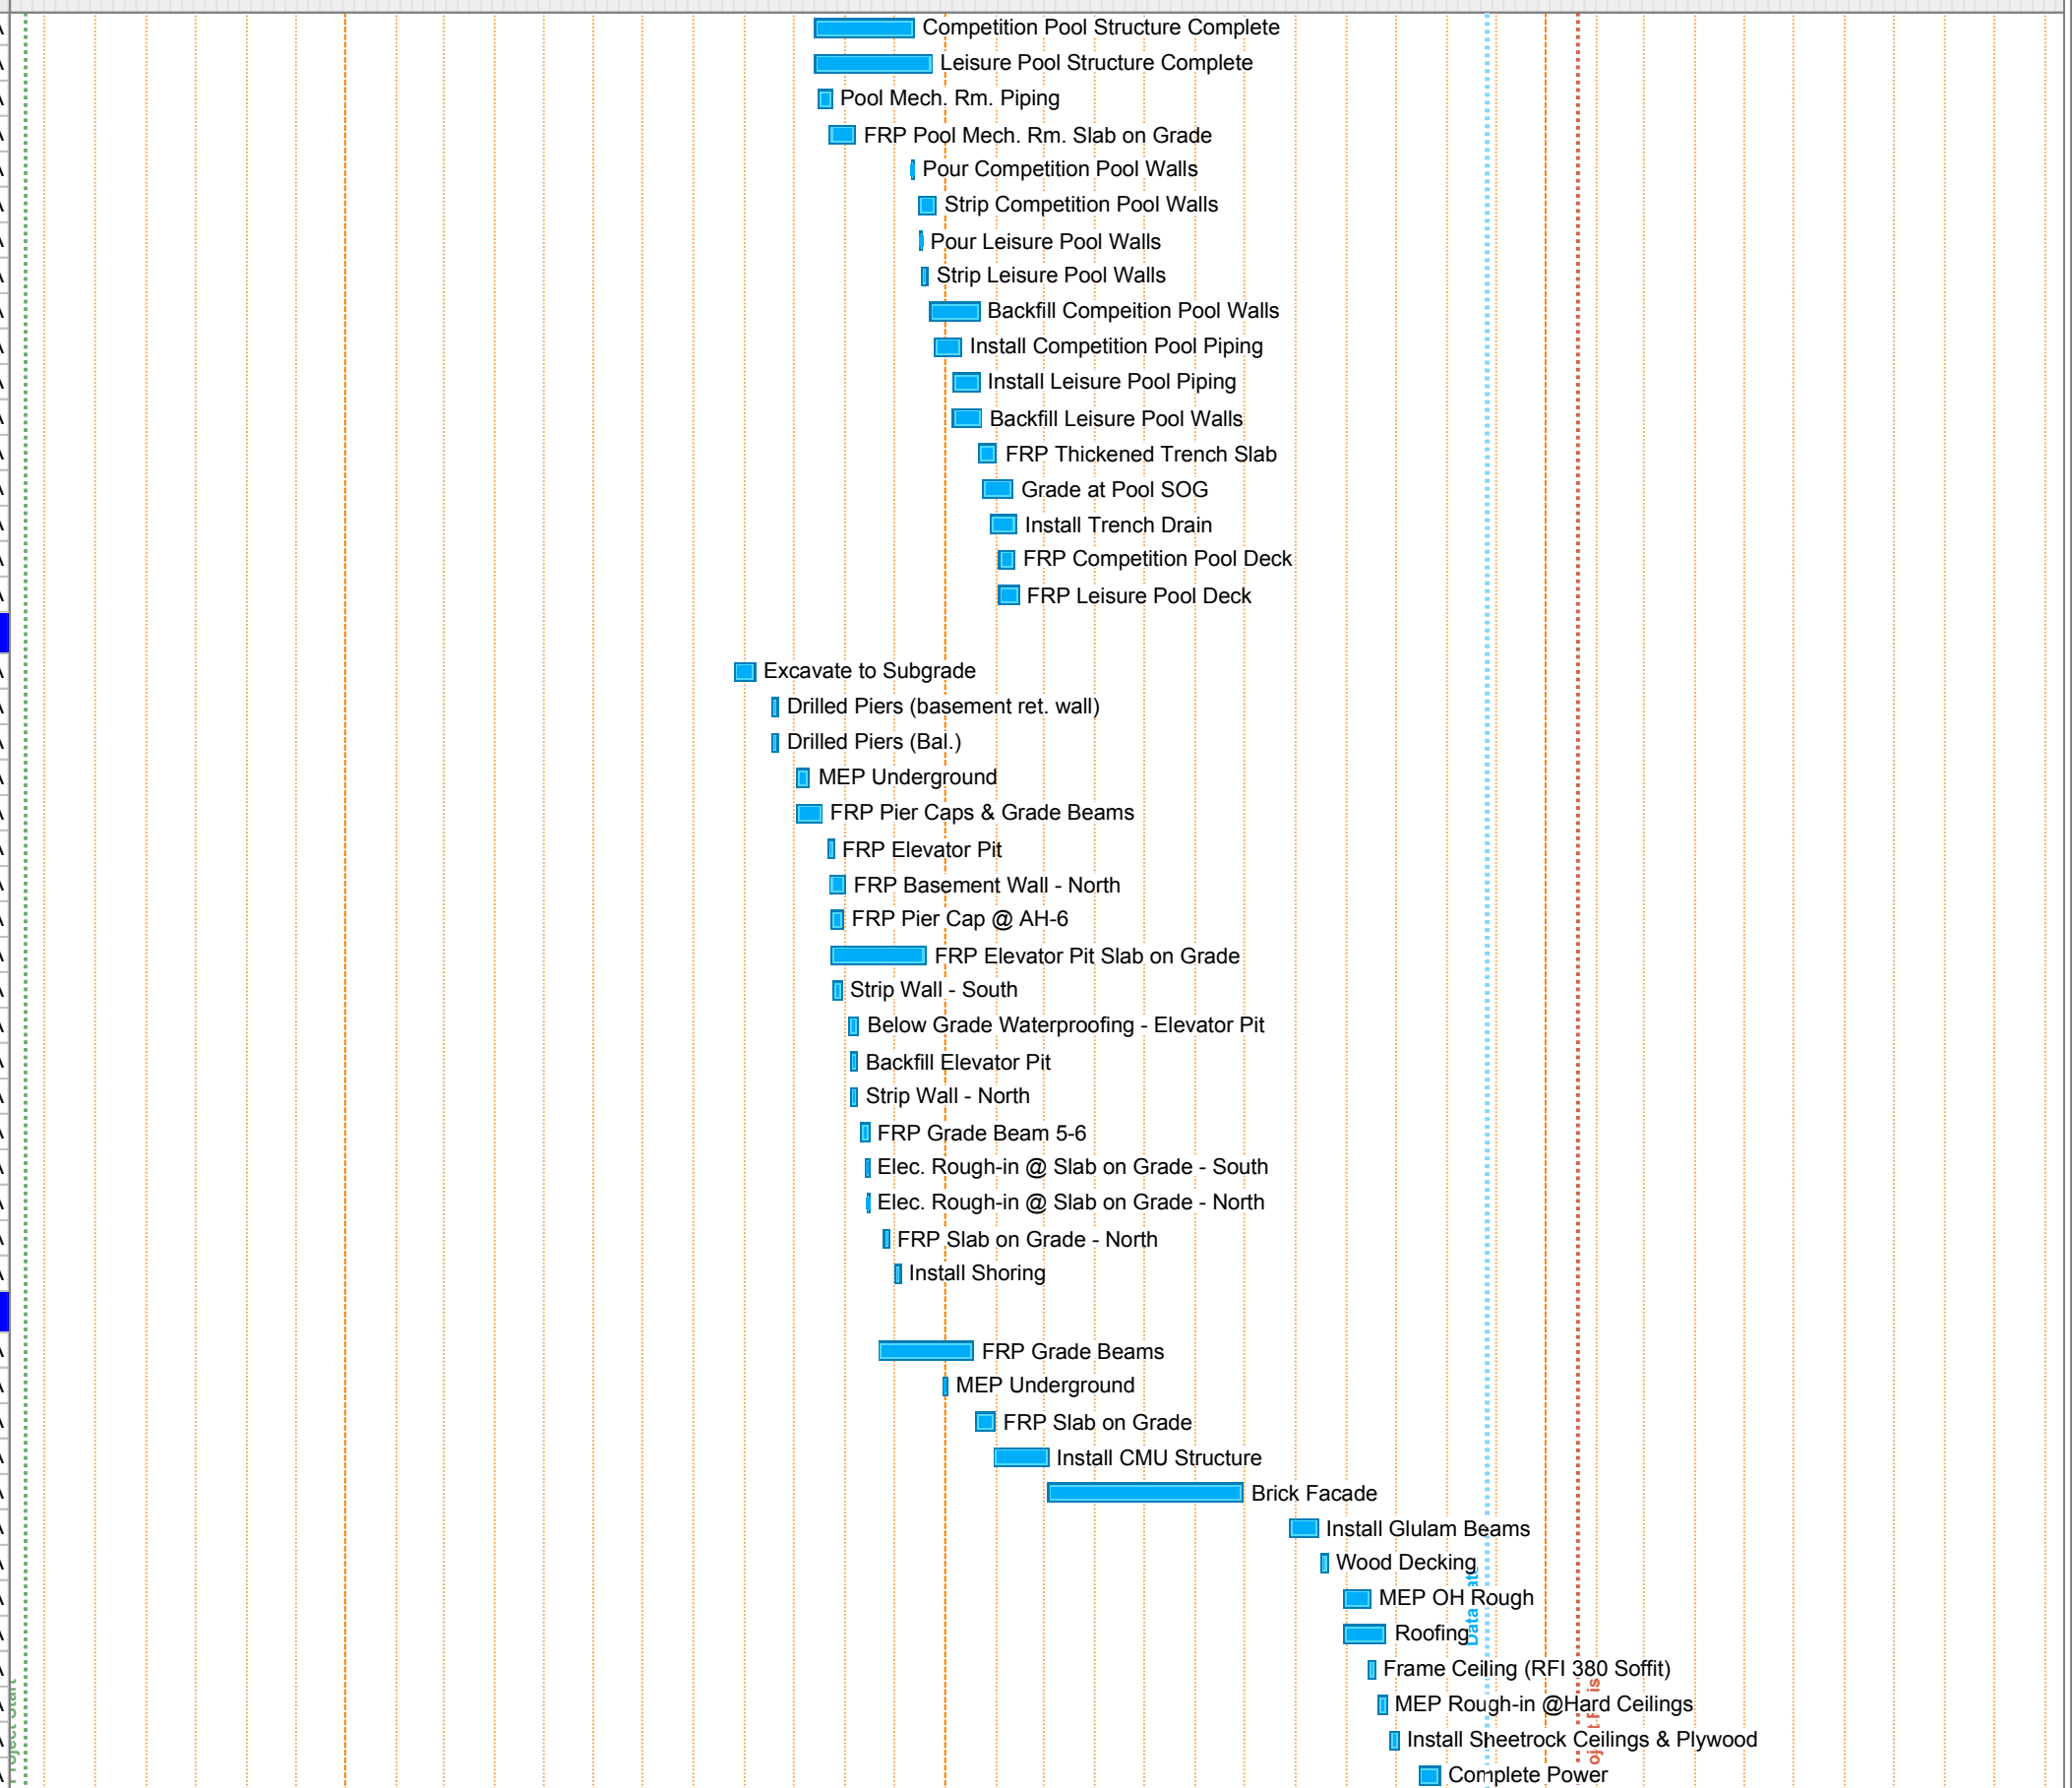 Competition Pool Structure Complete
Leisure Pool Structure Complete
Pool Mech. Rm. Piping
FRP Pool Mech. Rm. Slab on Grade
Pour Competition Pool Walls
Strip Competition Pool Walls
Pour Leisure Pool Walls
Strip Leisure Pool Walls
Backfill Compeition Pool Walls
Install Competition Pool Piping
Install Leisure Pool Piping
Backfill Leisure Pool Walls
FRP Thickened Trench Slab
Grade at Pool SOG
Install Trench Drain
FRP Competition Pool Deck
FRP Leisure Pool Deck
Excavate to Subgrade
Drilled Piers (basement ret. wall)
Drilled Piers (Bal.)
MEP Underground
FRP Pier Caps & Grade Beams
FRP Elevator Pit
FRP Basement Wall - North
FRP Pier Cap @ AH-6
FRP Elevator Pit Slab on Grade
Strip Wall - South
Below Grade Waterproofing - Elevator Pit
Backfill Elevator Pit
Strip Wall - North
FRP Grade Beam 5-6
Elec. Rough-in @ Slab on Grade - South
Elec. Rough-in @ Slab on Grade - North
FRP Slab on Grade - North
Install Shoring
FRP Grade Beams
MEP Underground
FRP Slab on Grade
Install CMU Structure
Brick Facade
Install Glulam Beams
Wood Decking
MEP OH Rough
Roofing
Frame Ceiling (RFI 380 Soffit)
MEP Rough-in @Hard Ceilings
Install Sheetrock Ceilings & Plywood
Complete Power
Data